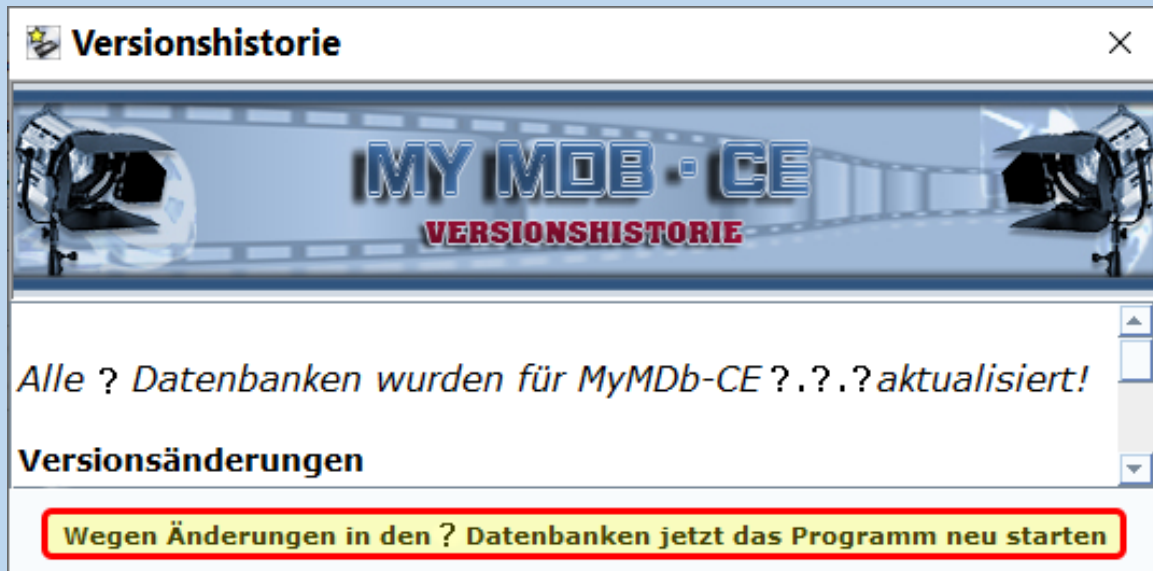 Versionshistorie
MY MDB · CE
VERSIONSHISTORIE
Alle ? Datenbanken wurden für MyMDb-CE ?.?.? aktualisiert!
Versionsänderungen
Wegen Änderungen in den ? Datenbanken jetzt das Programm neu starten